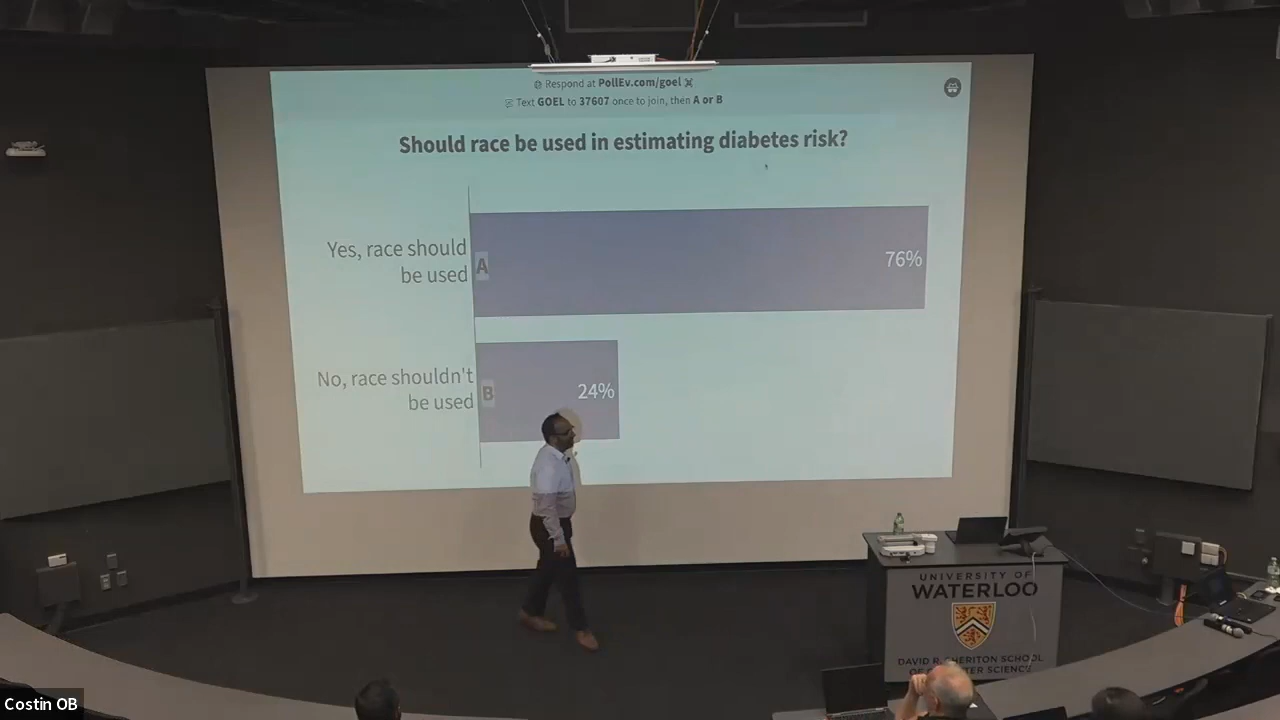 Respond at PollEv.com/goel
Text GOEL to 37607 once to join, then A or B
Should race be used in estimating diabetes risk?
Yes, race should
be used
A
76%
No, race shouldn't
be used
B
24%
UNIVERSITY OF
WATERLOO
DAVID R. CHERITON SCHOOL
OF COMPUTER SCIENCE
Costin OB